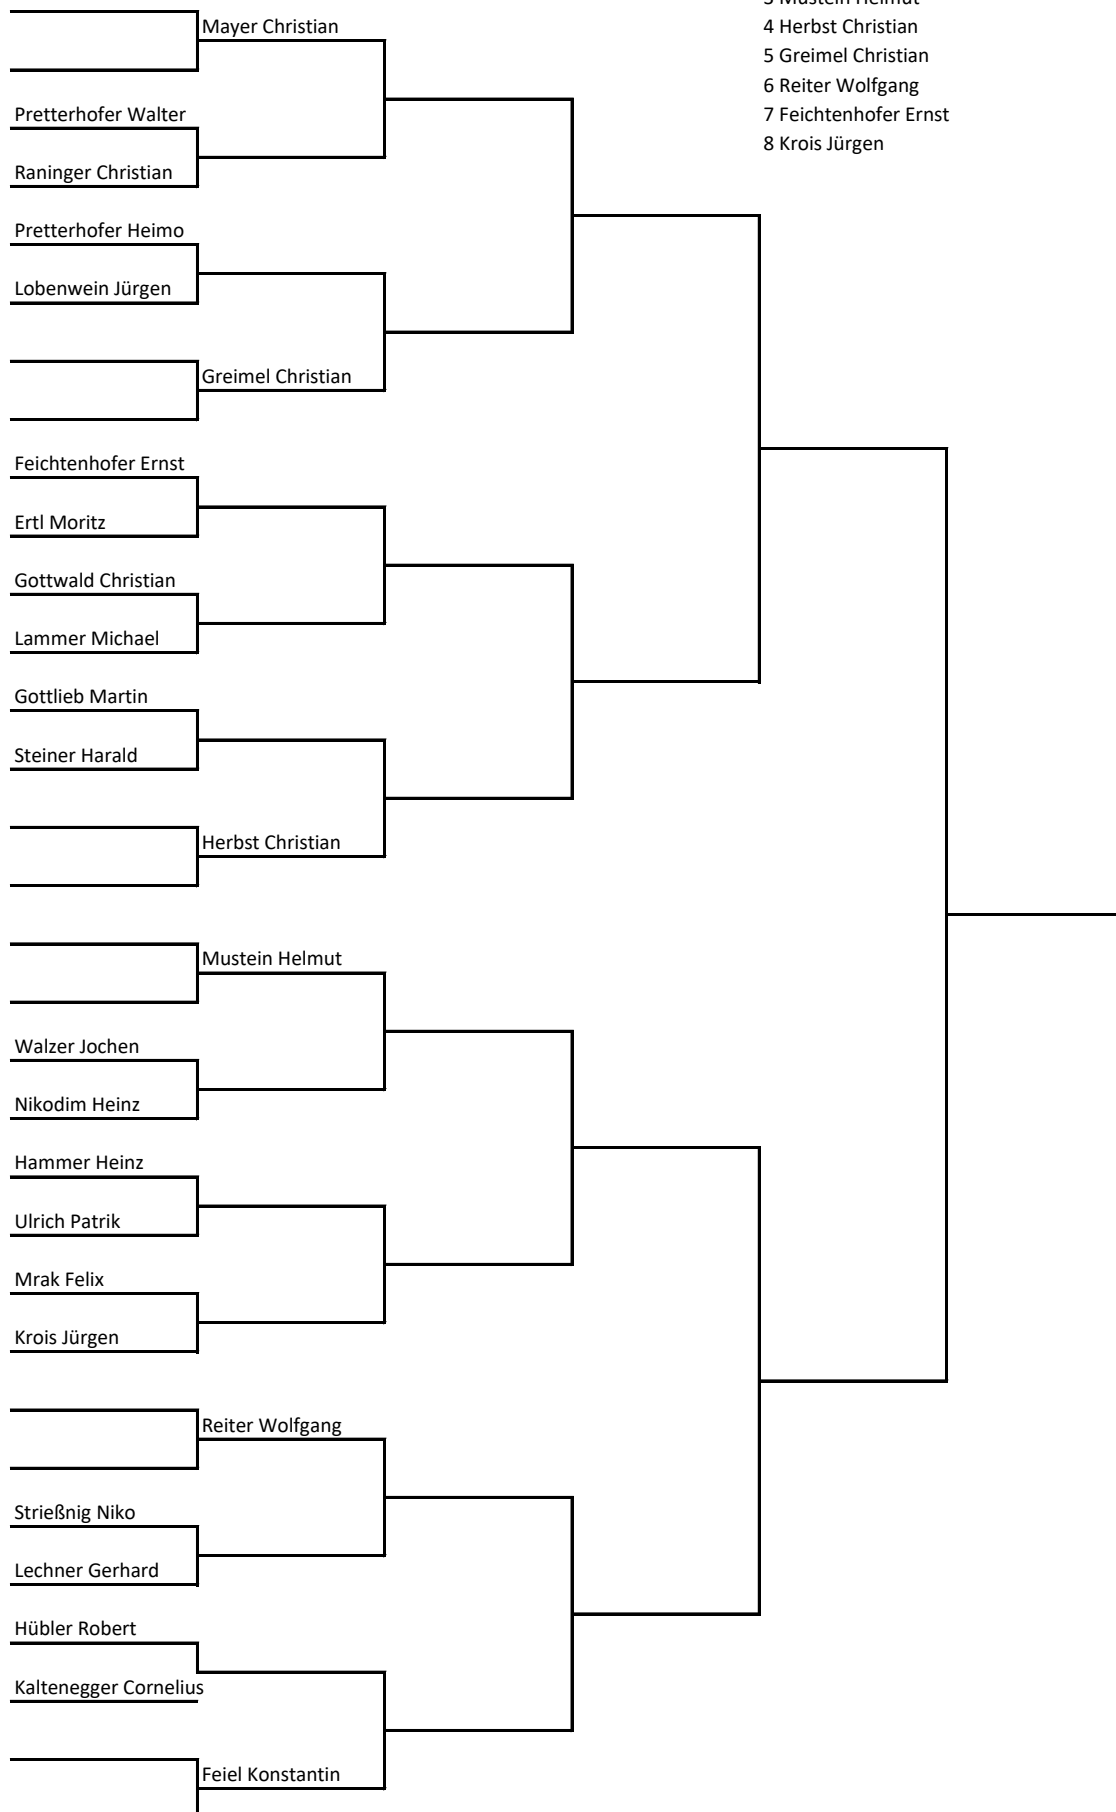 3 Mustein Helmut
4 Herbst Christian
5 Greimel Christian
6 Reiter Wolfgang
7 Feichtenhofer Ernst
8 Krois Jürgen
Mayer Christian
Pretterhofer Walter
Raninger Christian
Pretterhofer Heimo
Lobenwein Jürgen
Greimel Christian
Feichtenhofer Ernst
Ertl Moritz
Gottwald Christian
Lammer Michael
Gottlieb Martin
Steiner Harald
Herbst Christian
Mustein Helmut
Walzer Jochen
Nikodim Heinz
Hammer Heinz
Ulrich Patrik
Mrak Felix
Krois Jürgen
Reiter Wolfgang
Strießnig Niko
Lechner Gerhard
Hübler Robert
Kaltenegger Cornelius
Feiel Konstantin